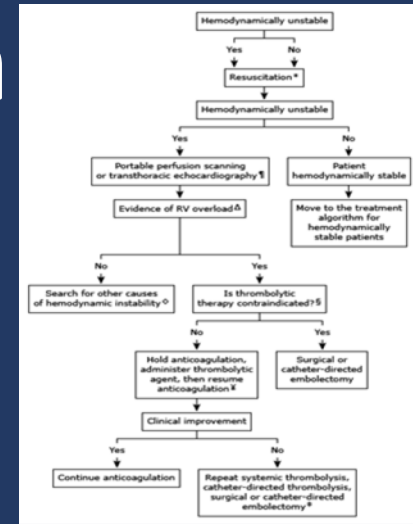 Hemodynamically unstable
Yes No
Resuscitation*
Hemodynamically unstable
Yes No
Portable perfusion scanning
or transthoracic echocardiography¶
Patient
hemodynamically stable
Evidence of RV overloadΔ
Move to the treatment
algorithm for
hemodynamically
stable patients
No Yes
Search for other causes
of hemodynamic instability◊
Is thrombolytic
therapy contraindicated?§
No Yes
Hold anticoagulation,
administer thrombolytic
agent, then resume
anticoagulation¥
Surgical or
catheter-directed
embolectomy
Clinical improvement
Yes No
Continue anticoagulation
Repeat systemic thrombolysis,
catheter-directed thrombolysis,
surgical or catheter-directed
embolectomy*